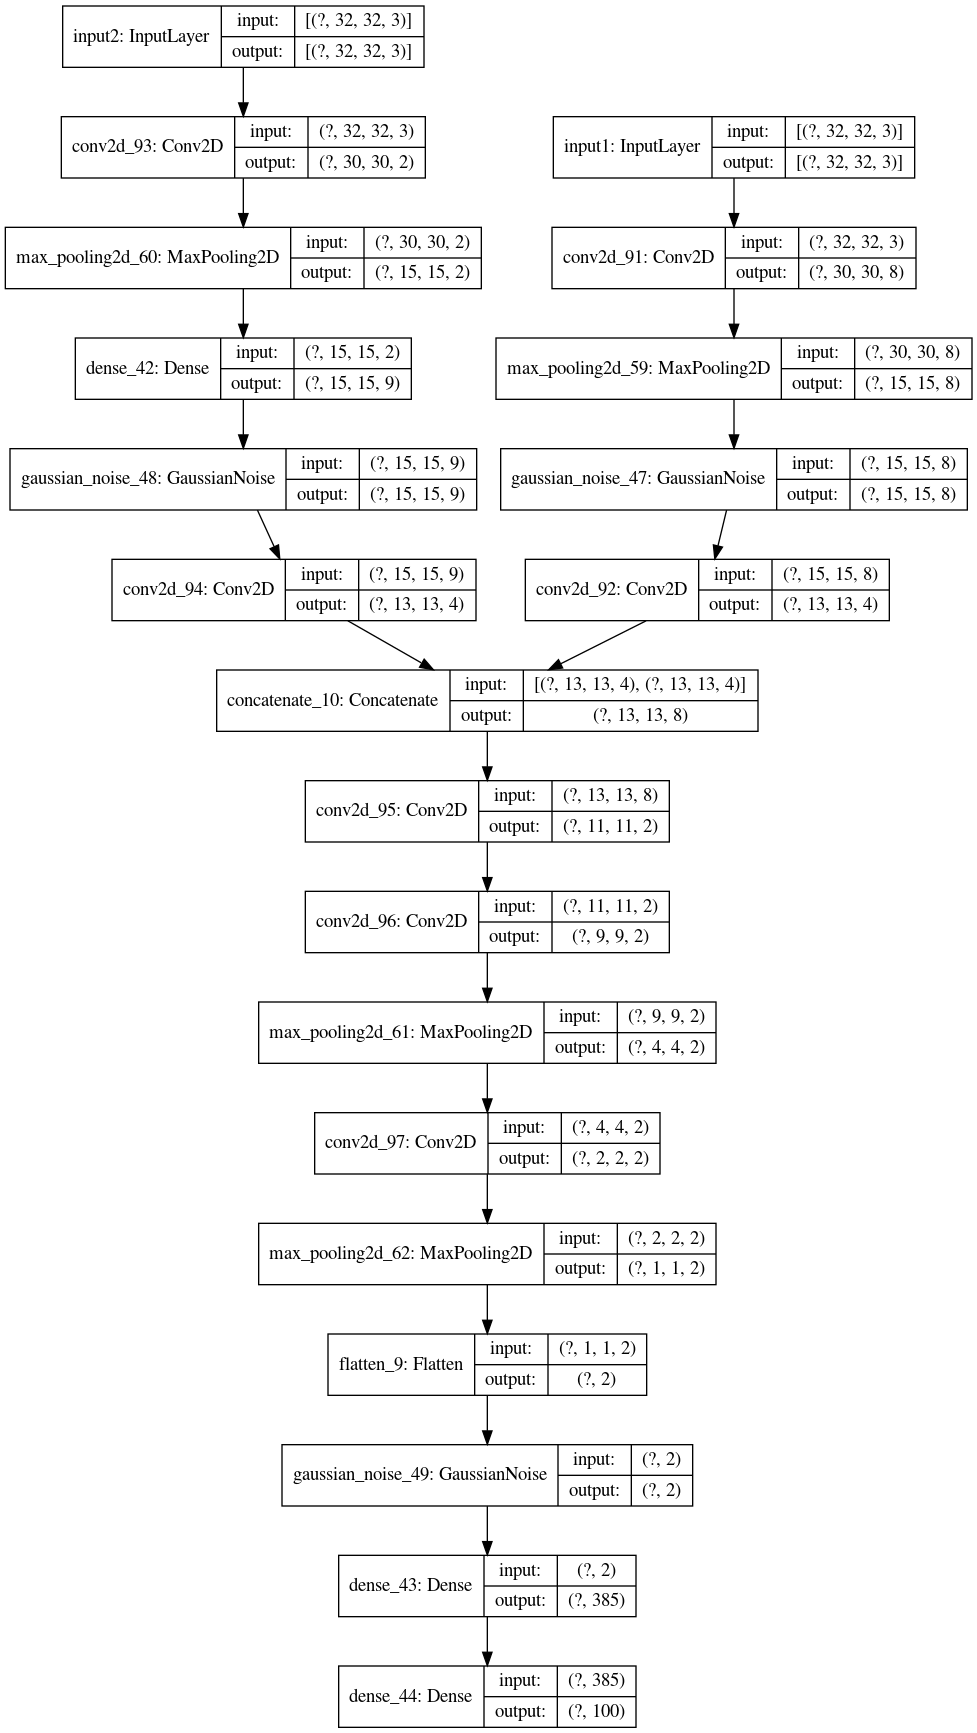 input2: InputLayer
input: [(?, 32, 32, 3)]
output: [(?, 32, 32, 3)]
conv2d_93: Conv2D
input: (?, 32, 32, 3)
output: (?, 30, 30, 2)
input1: InputLayer
input: [(?, 32, 32, 3)]
output: [(?, 32, 32, 3)]
max_pooling2d_60: MaxPooling2D
input: (?, 30, 30, 2)
output: (?, 15, 15, 2)
conv2d_91: Conv2D
input: (?, 32, 32, 3)
output: (?, 30, 30, 8)
dense_42: Dense
input: (?, 15, 15, 2)
output: (?, 15, 15, 9)
max_pooling2d_59: MaxPooling2D
input: (?, 30, 30, 8)
output: (?, 15, 15, 8)
gaussian_noise_48: GaussianNoise
input: (?, 15, 15, 9)
output: (?, 15, 15, 9)
gaussian_noise_47: GaussianNoise
input: (?, 15, 15, 8)
output: (?, 15, 15, 8)
conv2d_94: Conv2D
input: (?, 15, 15, 9)
output: (?, 13, 13, 4)
conv2d_92: Conv2D
input: (?, 15, 15, 8)
output: (?, 13, 13, 4)
concatenate_10: Concatenate
input: [(?, 13, 13, 4), (?, 13, 13, 4)]
output: (?, 13, 13, 8)
conv2d_95: Conv2D
input: (?, 13, 13, 8)
output: (?, 11, 11, 2)
conv2d_96: Conv2D
input: (?, 11, 11, 2)
output: (?, 9, 9, 2)
max_pooling2d_61: MaxPooling2D
input: (?, 9, 9, 2)
output: (?, 4, 4, 2)
conv2d_97: Conv2D
input: (?, 4, 4, 2)
output: (?, 2, 2, 2)
max_pooling2d_62: MaxPooling2D
input: (?, 2, 2, 2)
output: (?, 1, 1, 2)
flatten_9: Flatten
input: (?, 1, 1, 2)
output: (?, 2)
gaussian_noise_49: GaussianNoise
input: (?, 2)
output: (?, 2)
dense_43: Dense
input: (?, 2)
output: (?, 385)
dense_44: Dense
input: (?, 385)
output: (?, 100)